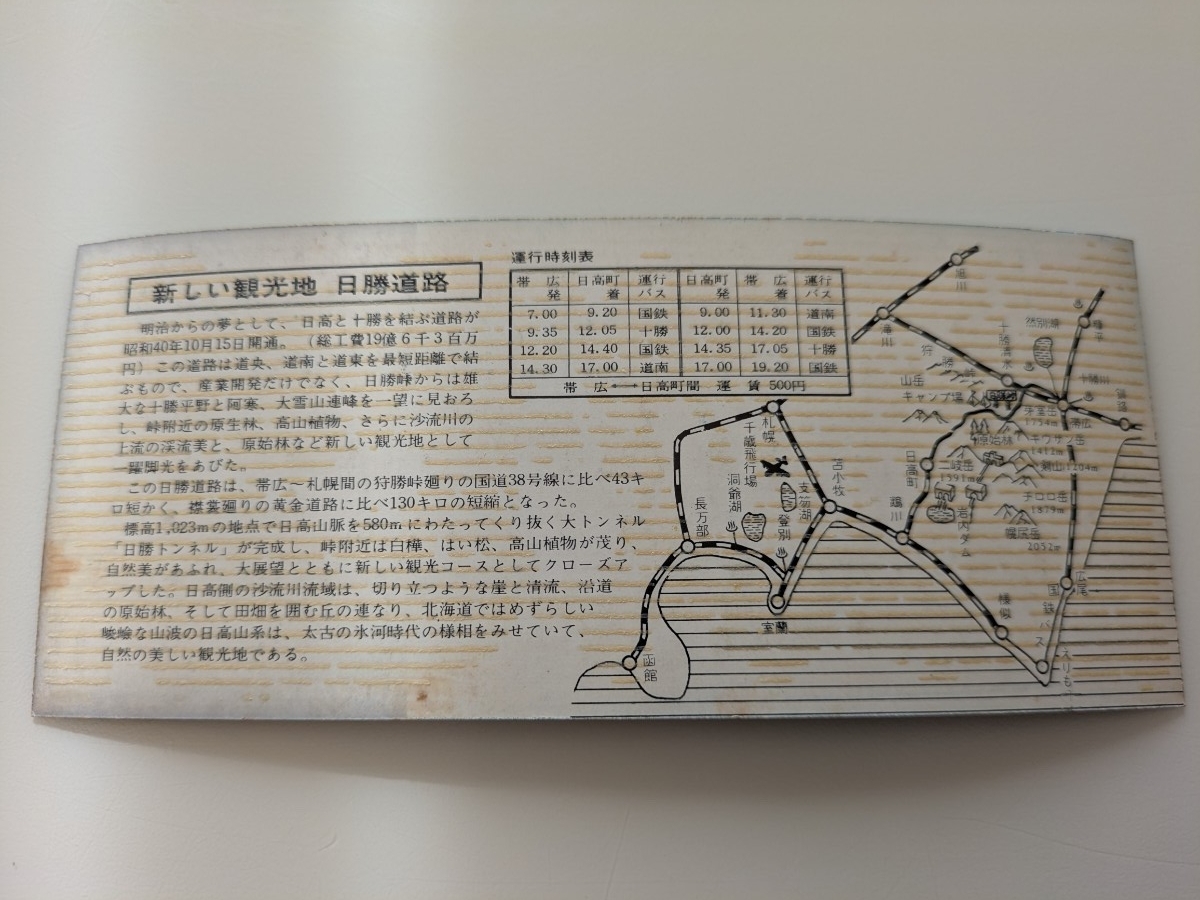 新しい観光地 日勝道路
明治からの夢として、日高と十勝を結ぶ道路が
昭和40年10月15日開通。(総工費19億6千3百万
円)この道路は道央、道南と道東を最短距離で結
ぶもので、産業開発だけでなく、日勝峠からは雄
大な十勝平野と阿寒、大雪山連峰を一望に見おろ
し、峠附近の原生林、高山植物、さらに沙流川の
上流の渓流美と、原始林など新しい観光地として
一躍脚光をあびた。
この日勝道路は、帯広〜札幌間の狩勝峠廻りの国道38号線に比べ43キ
ロ短かく、襟裳廻りの黄金道路に比べ130キロの短縮となった。
標高1,023mの地点で日高山脈を580mにわたってくり抜く大トンネル
「日勝トンネル」が完成し、峠附近は白樺、はい松、高山植物が茂り、
自然美があふれ、大展望とともに新しい観光コースとしてクローズア
ップした。日高側の沙流川流域は、切り立つような崖と清流、沿道
の原始林、そして田畑を囲む丘の連なり、北海道ではめずらしい
峻嶮な山波の日高山系は、太古の氷河時代の様相をみせていて、
自然の美しい観光地である。
運行時刻表
帯広発 日高町着 運行バス 日高町発 帯広着 運行バス
7.00 9.20 国鉄 9.00 11.30 道南
9.35 12.05 十勝 12.00 14.20 国鉄
12.20 14.40 国鉄 14.35 17.05 十勝
14.30 17.00 道南 17.00 19.20 国鉄
帯広←→日高町間 運賃 500円
旭川
滝川
狩勝峠
十勝清水
然別湖
山岳
キャンプ場
帯広
札幌
千歳飛行場
支笏湖
苫小牧
洞爺湖
登別
長万部
室蘭
函館
日高町
鵡川
原始林
二岐岳
1591m
岩内ダム
芽室岳
1754m
剣山1204m
チロロ岳
1879m
幌尻岳
2052m
様似
広尾
国鉄バス
えりも